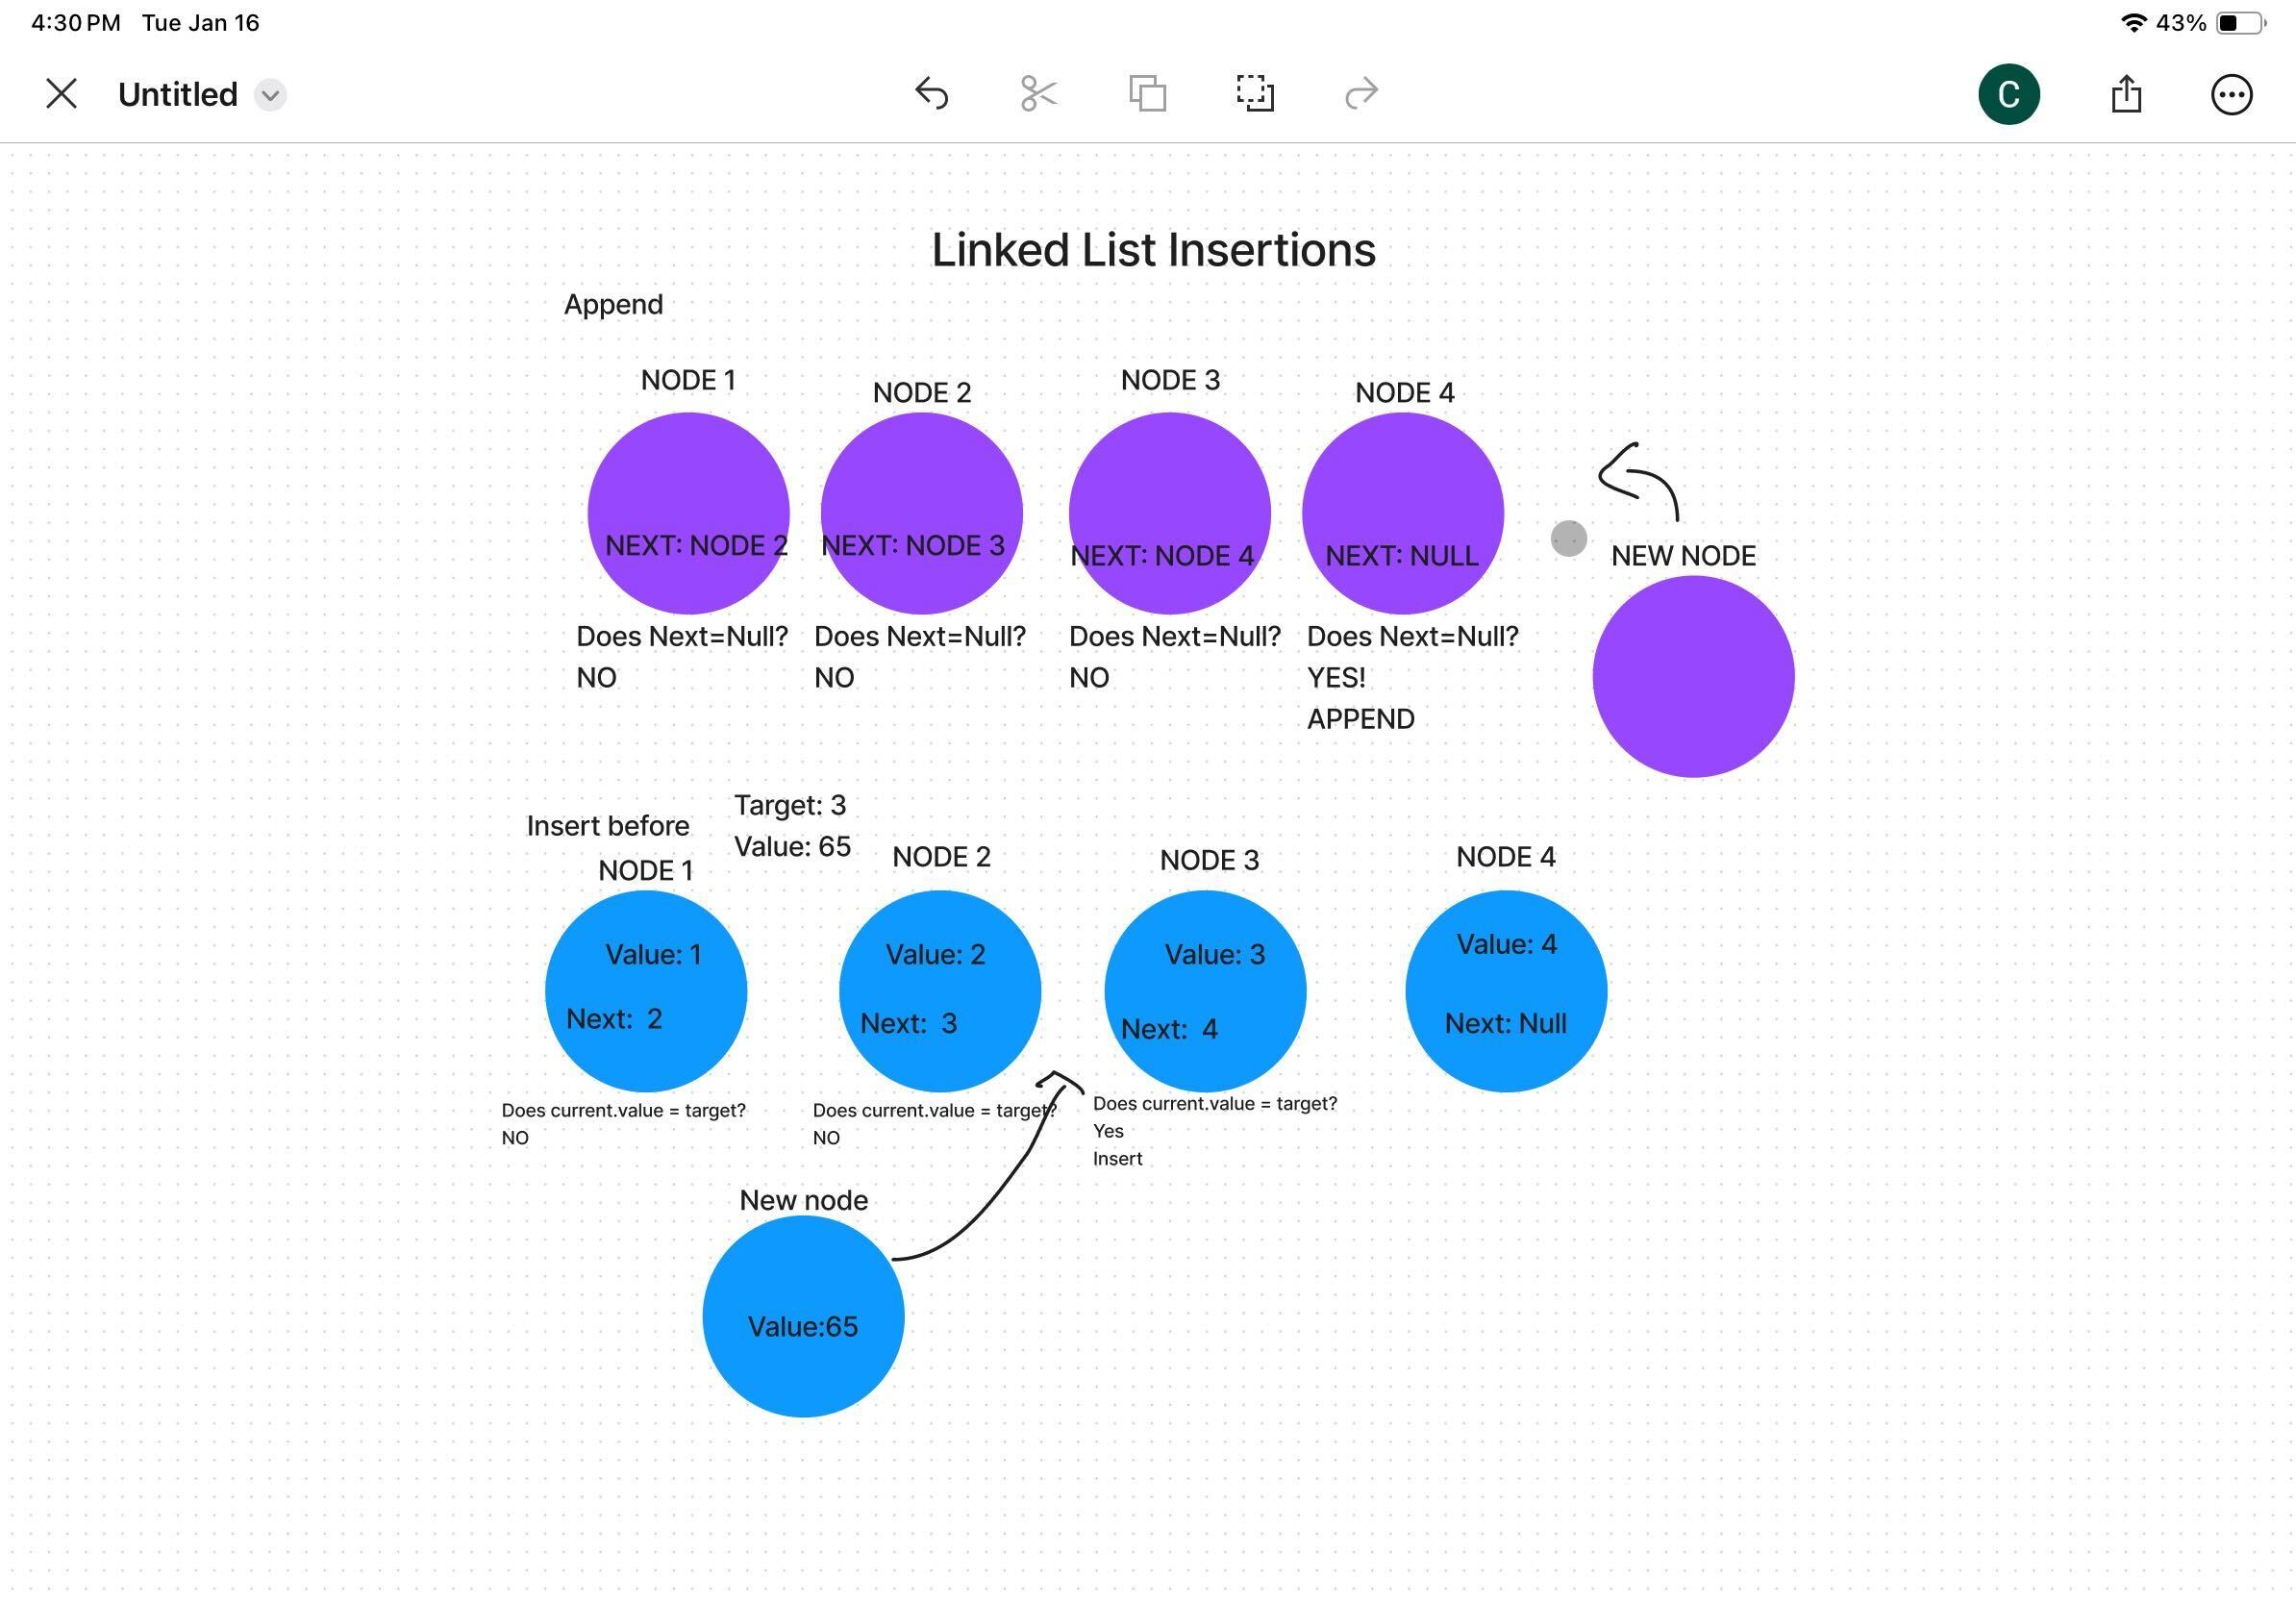 4:30 PM Tue Jan 16
43%
Untitled
C
Linked List Insertions
Append
NODE 1
NODE 2
NODE 3
NODE 4
NEXT: NODE 2
NEXT: NODE 3
NEXT: NODE 4
NEXT: NULL
NEW NODE
Does Next=Null?
NO
Does Next=Null?
NO
Does Next=Null?
NO
Does Next=Null?
YES!
APPEND
Insert before
Target: 3
Value: 65
NODE 1
NODE 2
NODE 3
NODE 4
Value: 1
Next: 2
Value: 2
Next: 3
Value: 3
Next: 4
Value: 4
Next: Null
Does current.value = target?
NO
Does current.value = target?
NO
Does current.value = target?
Yes
Insert
New node
Value:65